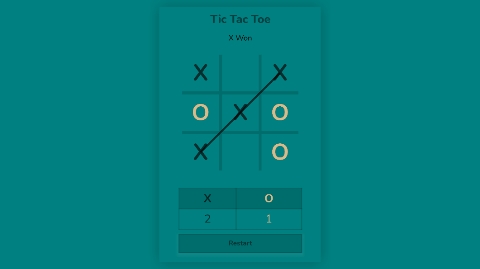 Tic Tac Toe
X Won
X X
O X O
X O
X O
2 1
Restart